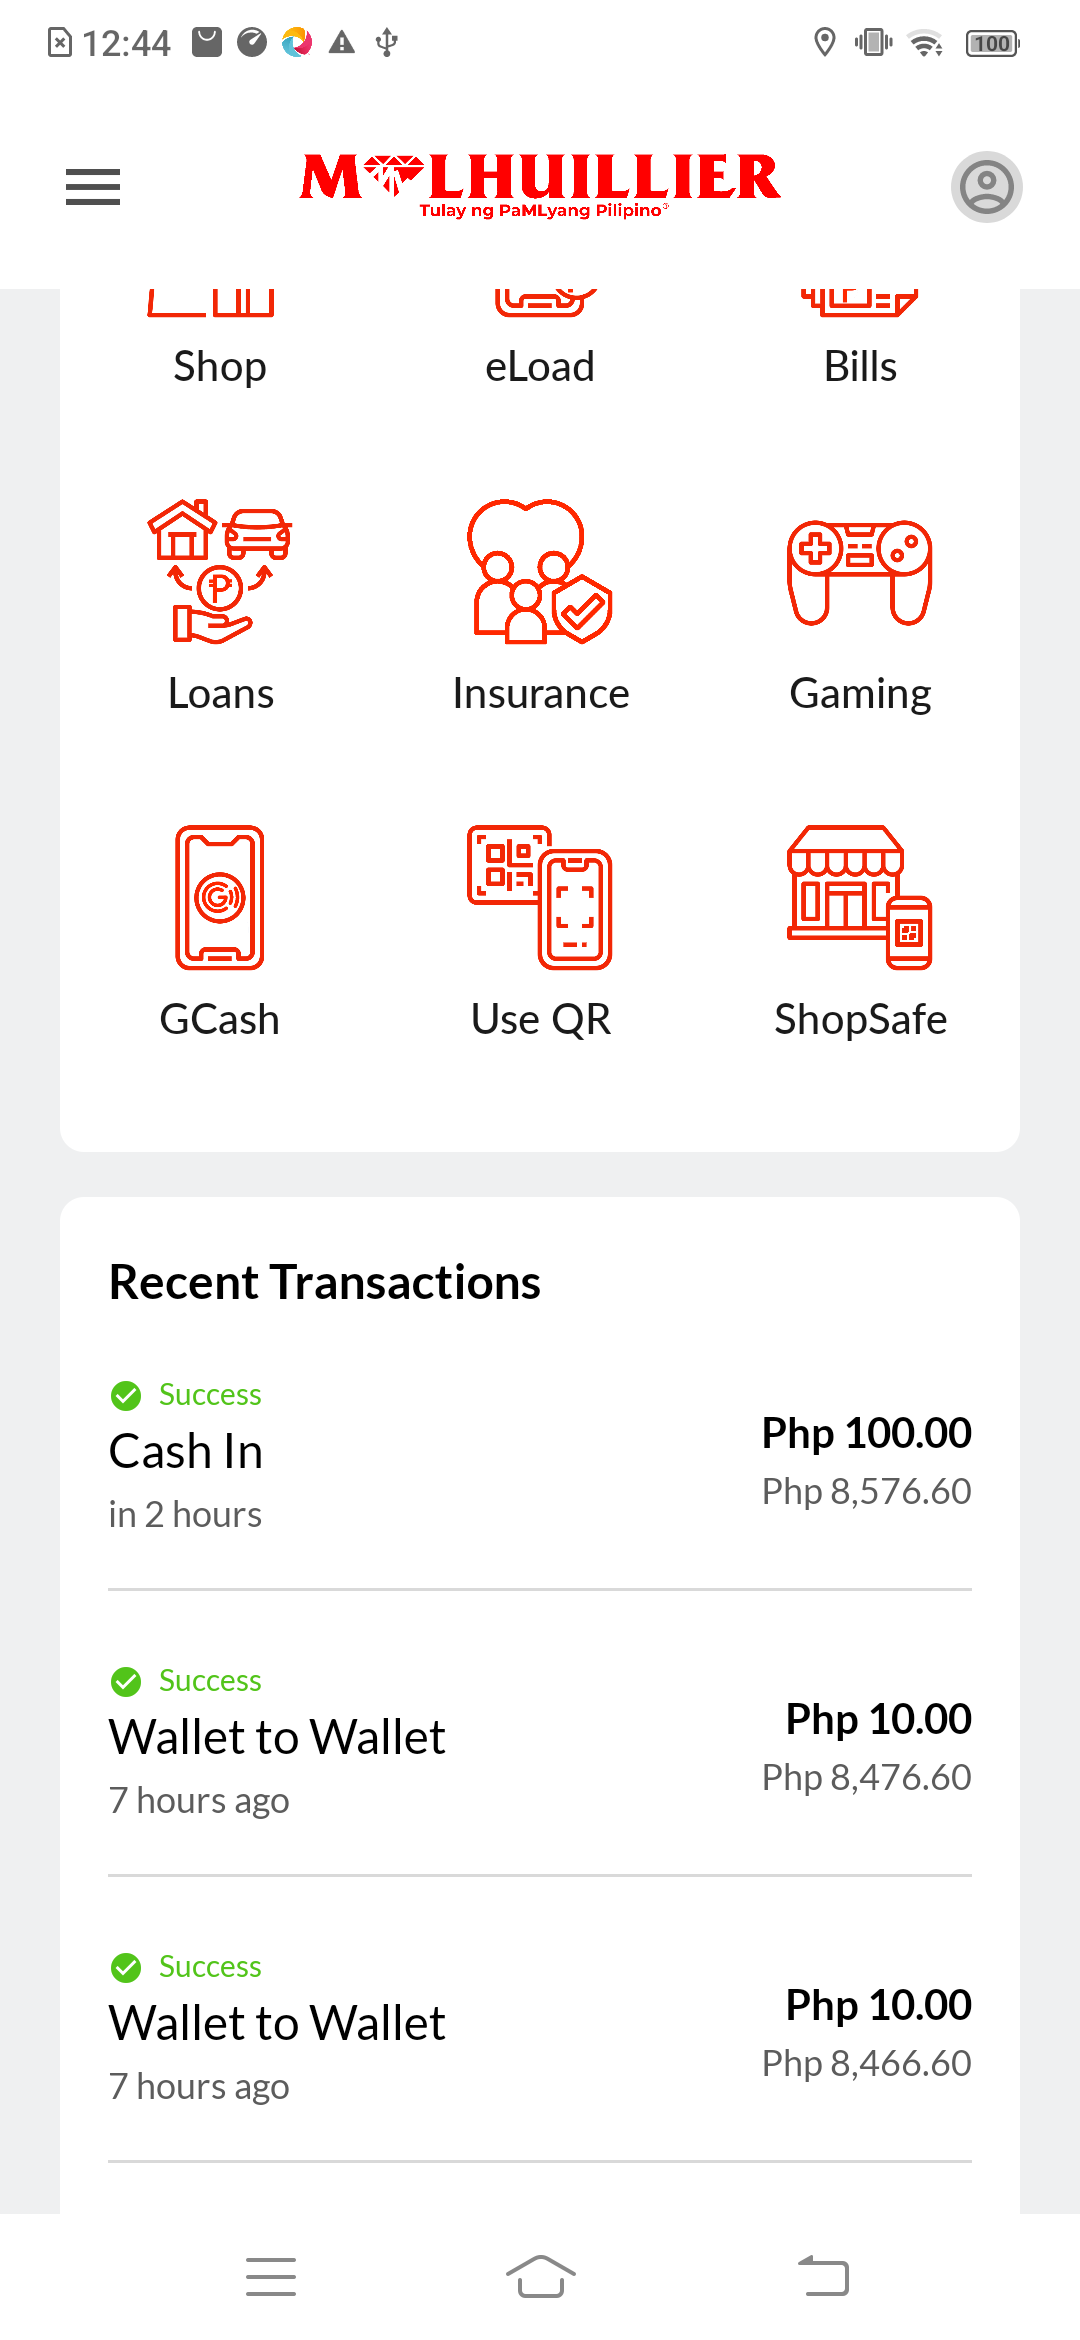 12:44
100
MLHUILLIER
Tulay ng PaMLyang Pilipino®
Shop
eLoad
Bills
Loans
Insurance
Gaming
GCash
Use QR
ShopSafe
Recent Transactions
Success
Cash In
in 2 hours
Php 100.00
Php 8,576.60
Success
Wallet to Wallet
7 hours ago
Php 10.00
Php 8,476.60
Success
Wallet to Wallet
7 hours ago
Php 10.00
Php 8,466.60